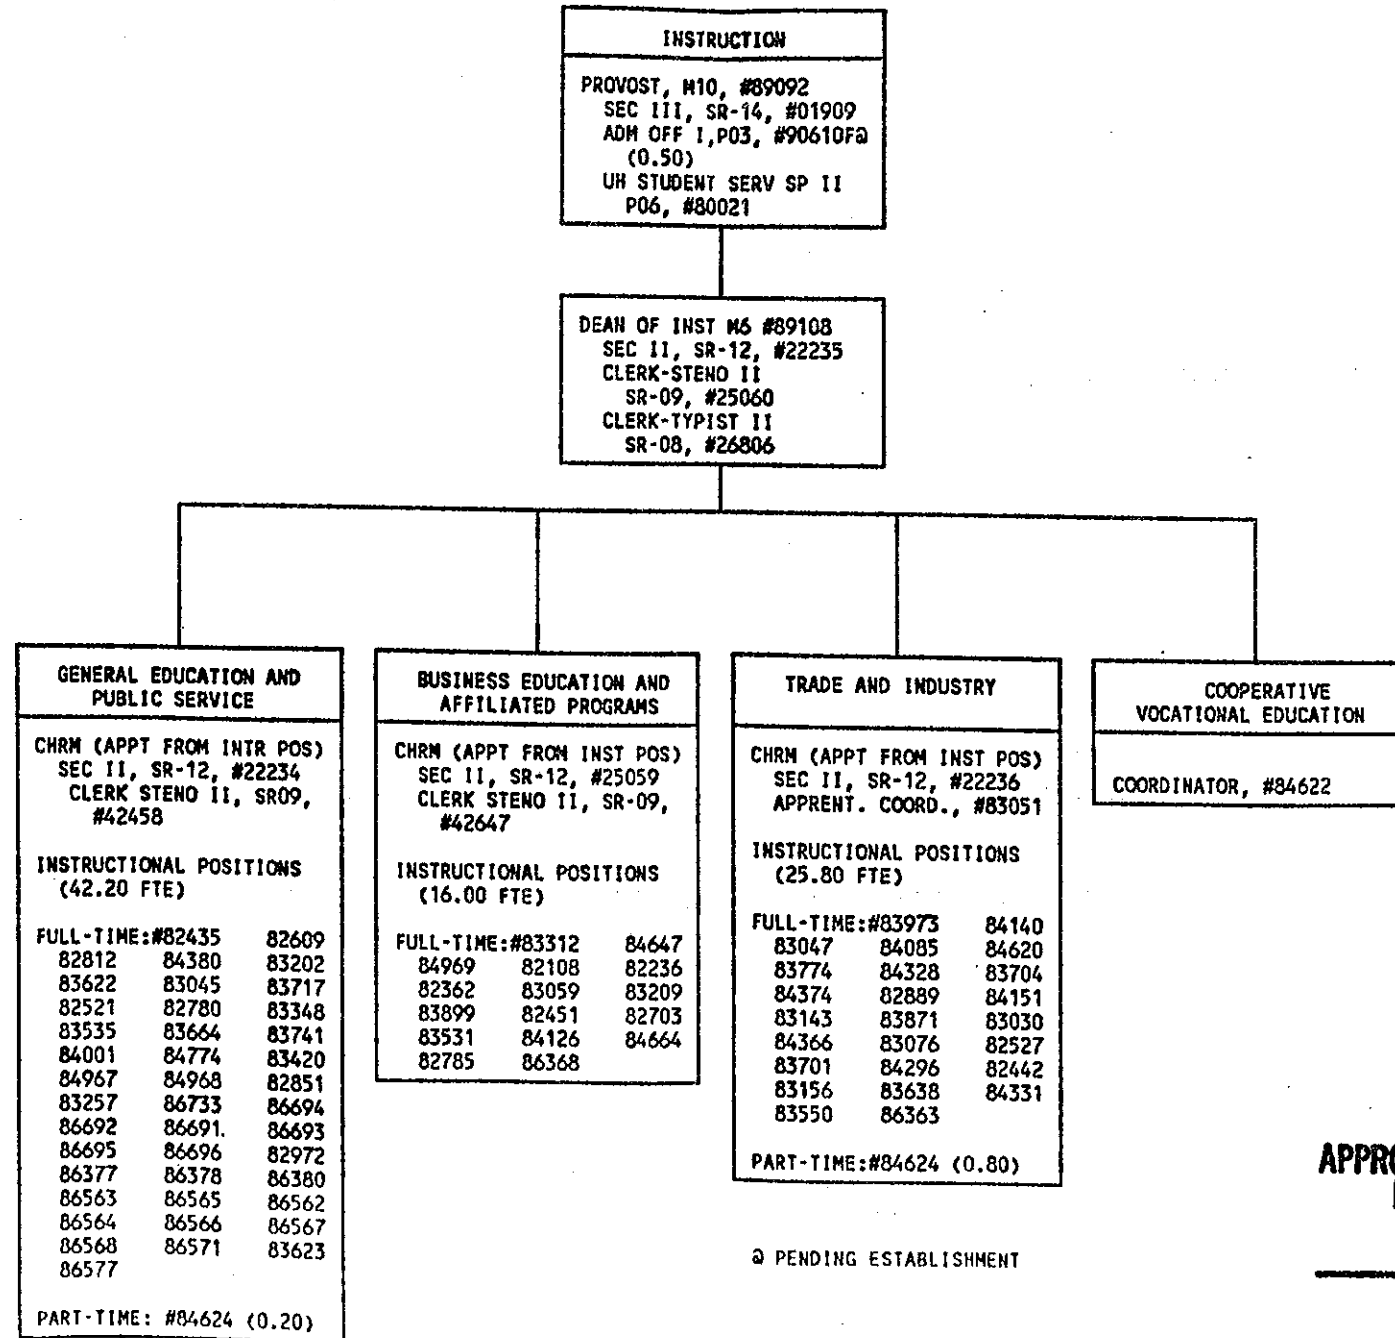 INSTRUCTION
PROVOST, M10, #89092
SEC III, SR-14, #01909
ADM OFF I,P03, #90610F@
(0.50)
UH STUDENT SERV SP II
P06, #80021
DEAN OF INST M6 #89108
SEC II, SR-12, #22235
CLERK-STENO II
SR-09, #25060
CLERK-TYPIST II
SR-08, #26806
GENERAL EDUCATION AND
PUBLIC SERVICE
CHRM (APPT FROM INTR POS)
SEC II, SR-12, #22234
CLERK STENO II, SR09,
#42458
INSTRUCTIONAL POSITIONS
(42.20 FTE)
FULL-TIME:#82435 82609
82812 84380 83202
83622 83045 83717
82521 82780 83348
83535 83664 83741
84001 84774 83420
84967 84968 82851
83257 86733 86694
86692 86691. 86693
86695 86696 82972
86377 86378 86380
86563 86565 86562
86564 86566 86567
86568 86571 83623
86577
PART-TIME: #84624 (0.20)
BUSINESS EDUCATION AND
AFFILIATED PROGRAMS
CHRM (APPT FROM INST POS)
SEC II, SR-12, #25059
CLERK STENO II, SR-09,
#42647
INSTRUCTIONAL POSITIONS
(16.00 FTE)
FULL-TIME:#83312 84647
84969 82108 82236
82362 83059 83209
83899 82451 82703
83531 84126 84664
82785 86368
TRADE AND INDUSTRY
CHRM (APPT FROM INST POS)
SEC II, SR-12, #22236
APPRENT. COORD., #83051
INSTRUCTIONAL POSITIONS
(25.80 FTE)
FULL-TIME:#83973 84140
83047 84085 84620
83774 84328 83704
84374 82889 84151
83143 83871 83030
84366 83076 82527
83701 84296 82442
83156 83638 84331
83550 86363
PART-TIME:#84624 (0.80)
COOPERATIVE
VOCATIONAL EDUCATION
COORDINATOR, #84622
@ PENDING ESTABLISHMENT
APPRO